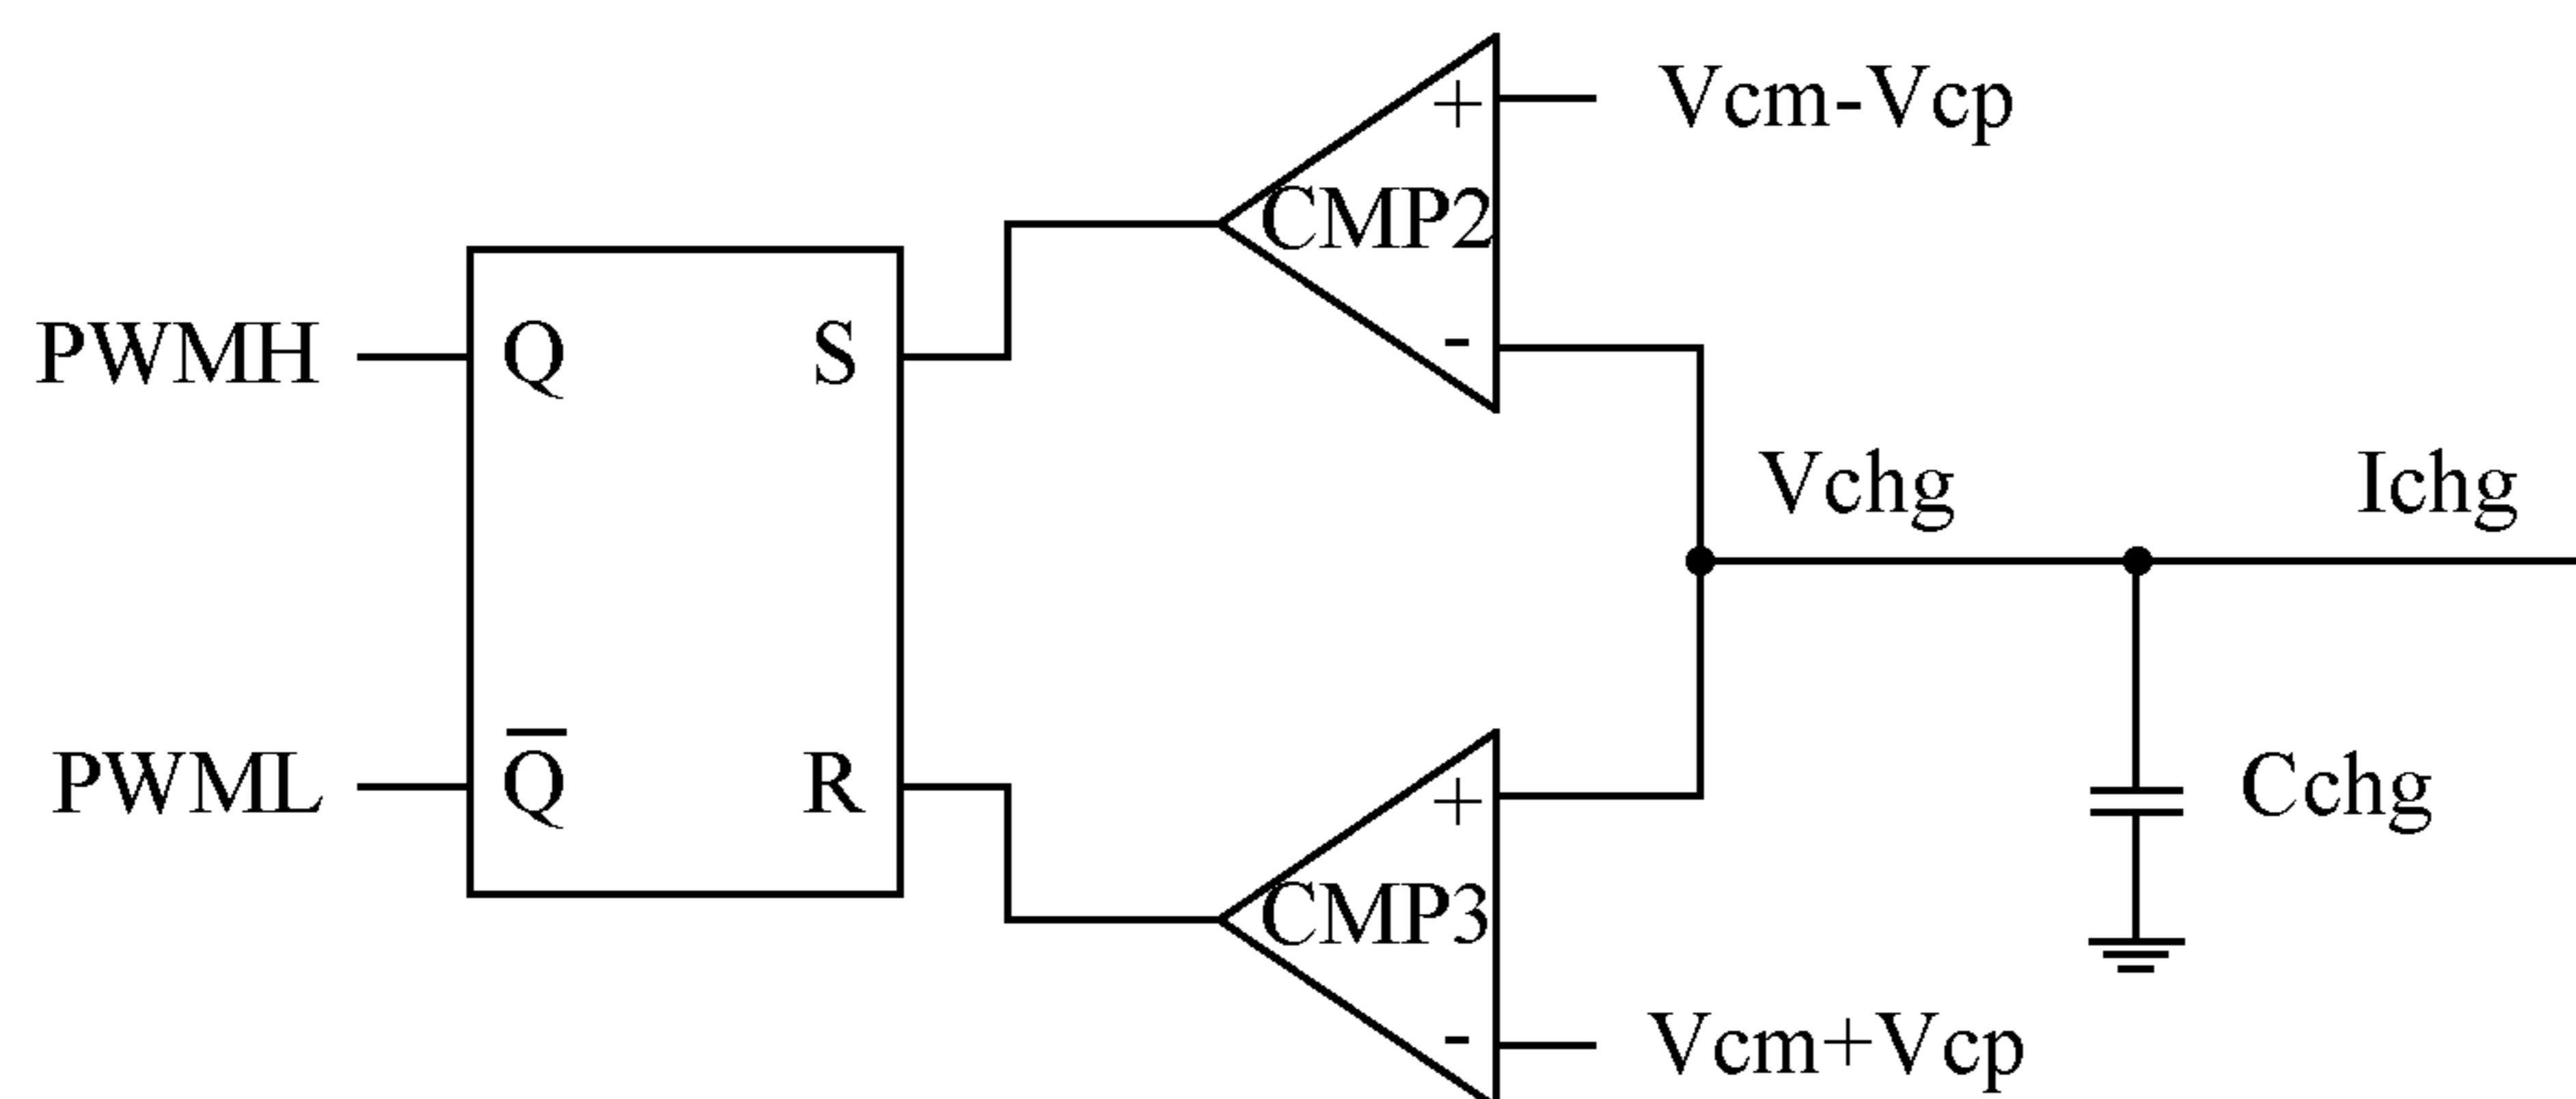 + Vcm-Vcp
CMP2
PWMH Q S
-
Vchg Ichg
PWML Q̅ R + Cchg
CMP3
- Vcm+Vcp